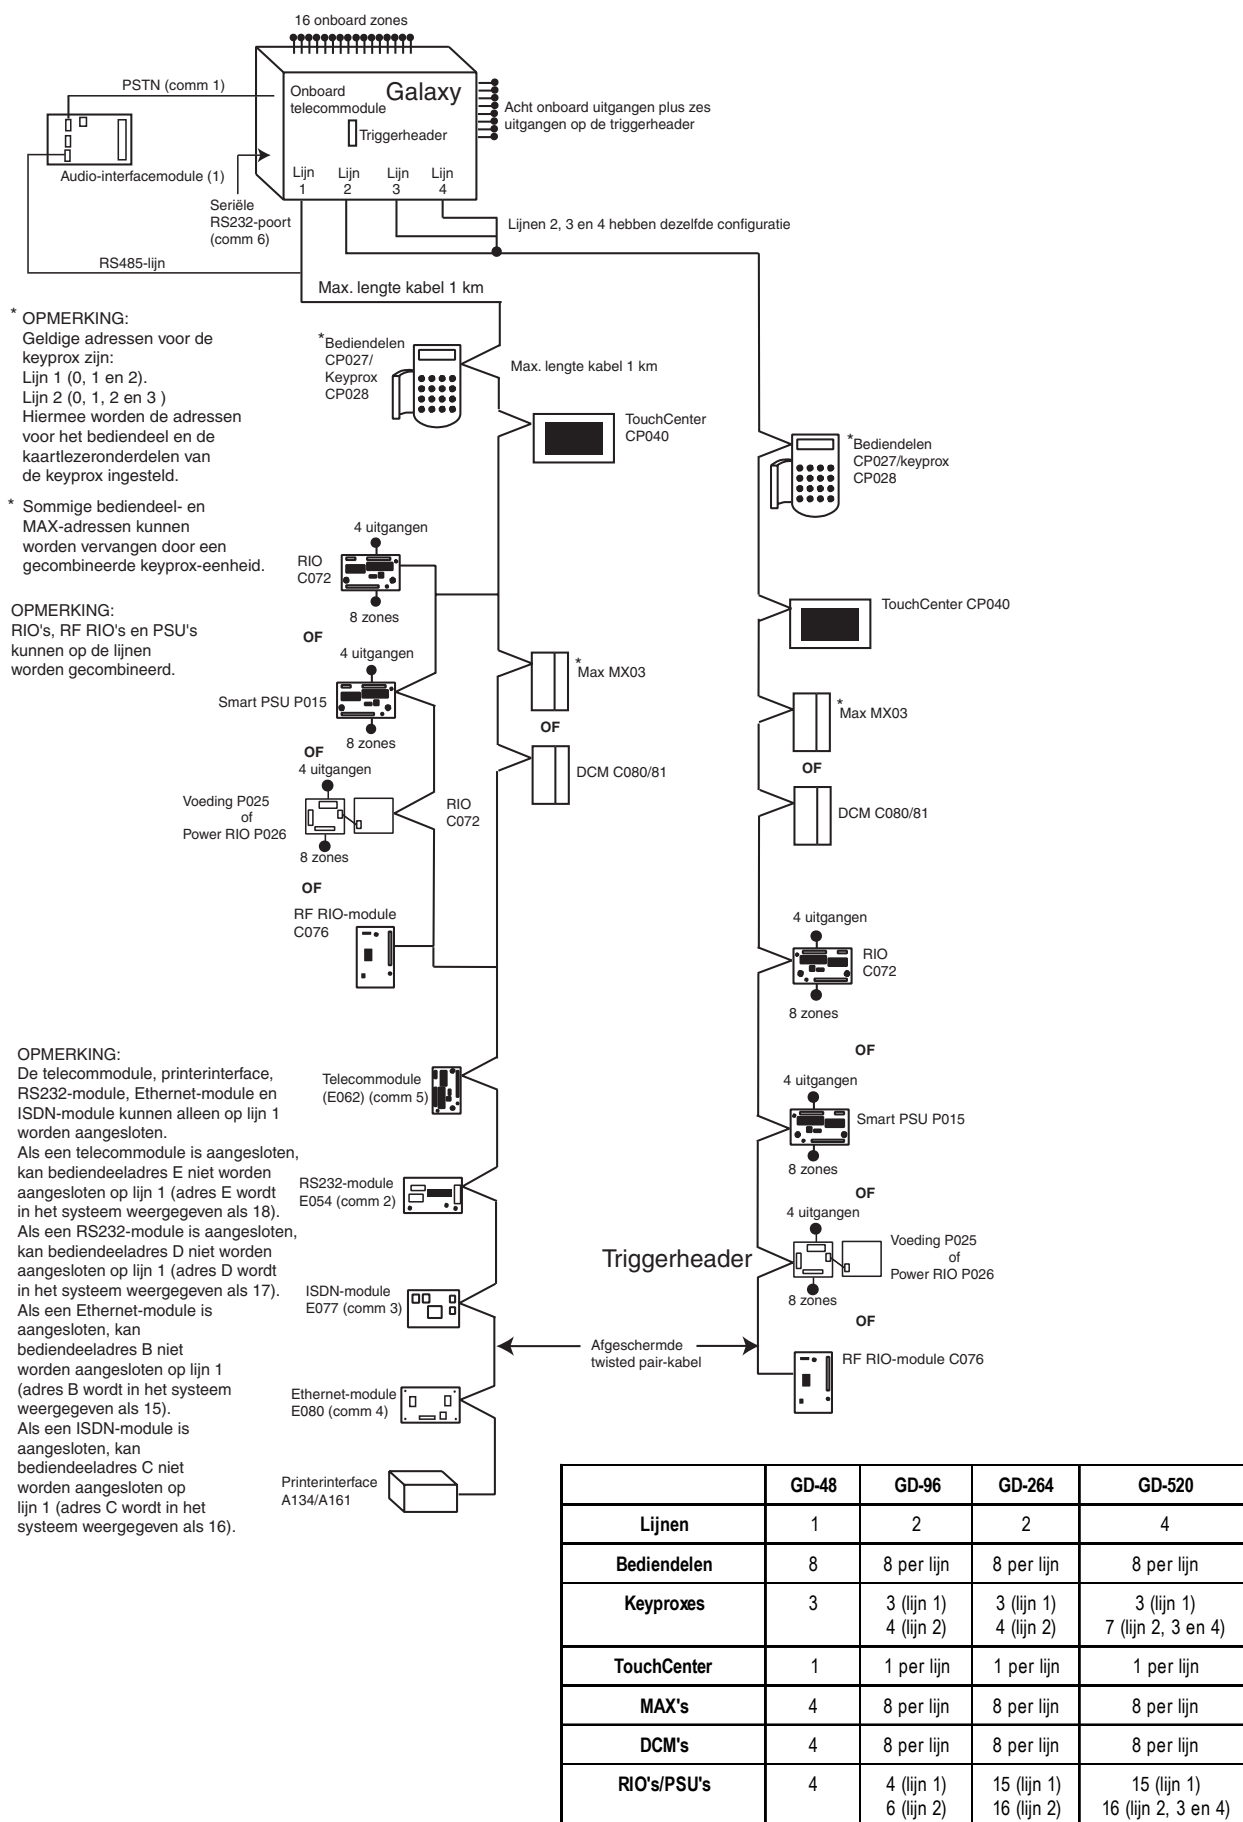 16 onboard zones
PSTN (comm 1)
Onboard
telecommodule
Galaxy
Triggerheader
Acht onboard uitgangen plus zes
uitgangen op de triggerheader
Audio-interfacemodule (1)
Lijn
1
Lijn
2
Lijn
3
Lijn
4
Seriële
RS232-poort
(comm 6)
Lijnen 2, 3 en 4 hebben dezelfde configuratie
RS485-lijn
Max. lengte kabel 1 km
* OPMERKING:
Geldige adressen voor de
keyprox zijn:
Lijn 1 (0, 1 en 2).
Lijn 2 (0, 1, 2 en 3 )
Hiermee worden de adressen
voor het bediendeel en de
kaartlezeronderdelen van
de keyprox ingesteld.
* Sommige bediendeel- en
MAX-adressen kunnen
worden vervangen door een
gecombineerde keyprox-eenheid.
OPMERKING:
RIO's, RF RIO's en PSU's
kunnen op de lijnen
worden gecombineerd.
*Bediendelen
CP027/
Keyprox
CP028
Max. lengte kabel 1 km
TouchCenter
CP040
4 uitgangen
RIO
C072
8 zones
OF
4 uitgangen
Smart PSU P015
8 zones
OF
4 uitgangen
Voeding P025
of
Power RIO P026
8 zones
RIO
C072
OF
RF RIO-module
C076
*Max MX03
OF
DCM C080/81
*Bediendelen
CP027/keyprox
CP028
TouchCenter CP040
*Max MX03
OF
DCM C080/81
4 uitgangen
RIO
C072
8 zones
OF
4 uitgangen
Smart PSU P015
8 zones
OF
4 uitgangen
Voeding P025
of
Power RIO P026
8 zones
OF
RF RIO-module C076
Triggerheader
Afgeschermde
twisted pair-kabel
OPMERKING:
De telecommodule, printerinterface,
RS232-module, Ethernet-module en
ISDN-module kunnen alleen op lijn 1
worden aangesloten.
Als een telecommodule is aangesloten,
kan bediendeeladres E niet worden
aangesloten op lijn 1 (adres E wordt
in het systeem weergegeven als 18).
Als een RS232-module is aangesloten,
kan bediendeeladres D niet worden
aangesloten op lijn 1 (adres D wordt
in het systeem weergegeven als 17).
Als een Ethernet-module is
aangesloten, kan
bediendeeladres B niet
worden aangesloten op lijn 1
(adres B wordt in het systeem
weergegeven als 15).
Als een ISDN-module is
aangesloten, kan
bediendeeladres C niet
worden aangesloten op
lijn 1 (adres C wordt in het
systeem weergegeven als 16).
Telecommodule
(E062) (comm 5)
RS232-module
E054 (comm 2)
ISDN-module
E077 (comm 3)
Ethernet-module
E080 (comm 4)
Printerinterface
A134/A161
GD-48 GD-96 GD-264 GD-520
Lijnen 1 2 2 4
Bediendelen 8 8 per lijn 8 per lijn 8 per lijn
Keyproxes 3 3 (lijn 1) 3 (lijn 1) 3 (lijn 1)
4 (lijn 2) 4 (lijn 2) 7 (lijn 2, 3 en 4)
TouchCenter 1 1 per lijn 1 per lijn 1 per lijn
MAX's 4 8 per lijn 8 per lijn 8 per lijn
DCM's 4 8 per lijn 8 per lijn 8 per lijn
RIO's/PSU's 4 4 (lijn 1) 15 (lijn 1) 15 (lijn 1)
6 (lijn 2) 16 (lijn 2) 16 (lijn 2, 3 en 4)